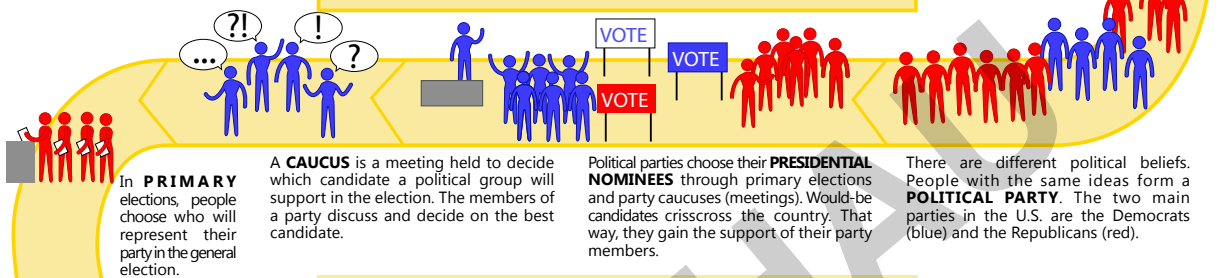 ?!
!
...
?
VOTE
VOTE
VOTE
In PRIMARY
elections, people
choose who will
represent their
party in the general
election.
A CAUCUS is a meeting held to decide
which candidate a political group will
support in the election. The members of
a party discuss and decide on the best
candidate.
Political parties choose their PRESIDENTIAL
NOMINEES through primary elections
and party caucuses (meetings). Would-be
candidates crisscross the country. That
way, they gain the support of their party
members.
There are different political beliefs.
People with the same ideas form a
POLITICAL PARTY. The two main
parties in the U.S. are the Democrats
(blue) and the Republicans (red).
HAU